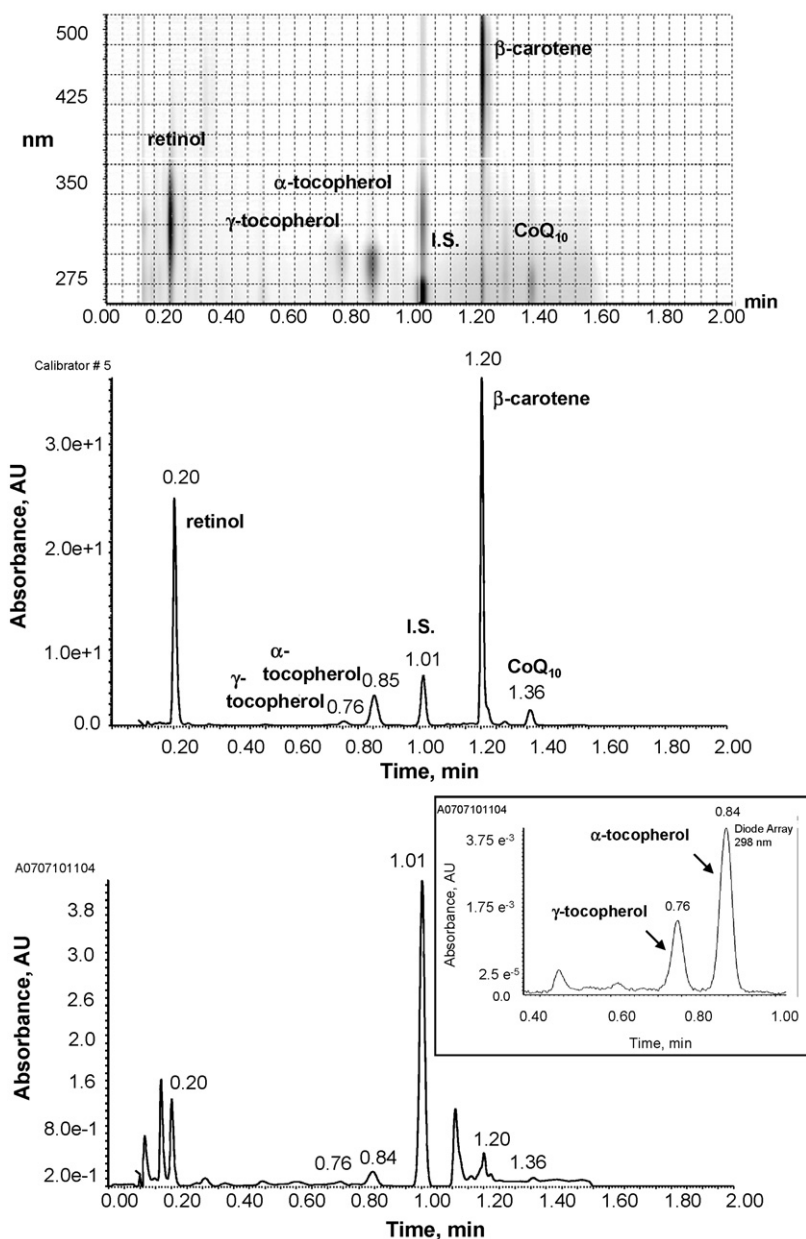 500
β-carotene
425
nm
retinol
350
α-tocopherol
γ-tocopherol
I.S.
CoQ10
275
0.00 0.20 0.40 0.60 0.80 1.00 1.20 1.40 1.60 1.80 2.00 min
Calibrator # 5
1.20
β-carotene
3.0e+1
0.20
retinol
2.0e+1
Absorbance, AU
I.S.
1.0e+1
α-
tocopherol
γ-
tocopherol
0.76
0.85
1.01
CoQ10
1.36
0.0
0.20 0.40 0.60 0.80 1.00 1.20 1.40 1.60 1.80 2.00
Time, min
A0707101104
1.01
3.8
3.0
2.6
2.0
1.6
8.0e-1
2.0e-1
Absorbance, AU
0.20
0.76
0.84
1.20
1.36
0.00 0.20 0.40 0.60 0.80 1.00 1.20 1.40 1.60 1.80 2.00
Time, min
A0707101104
0.84
Diode Array
298 nm
3.75 e-3
α-tocopherol
1.75 e-3
γ-tocopherol
0.76
Absorbance, AU
2.5 e-5
0.0
0.40 0.60 0.80 1.00
Time, min